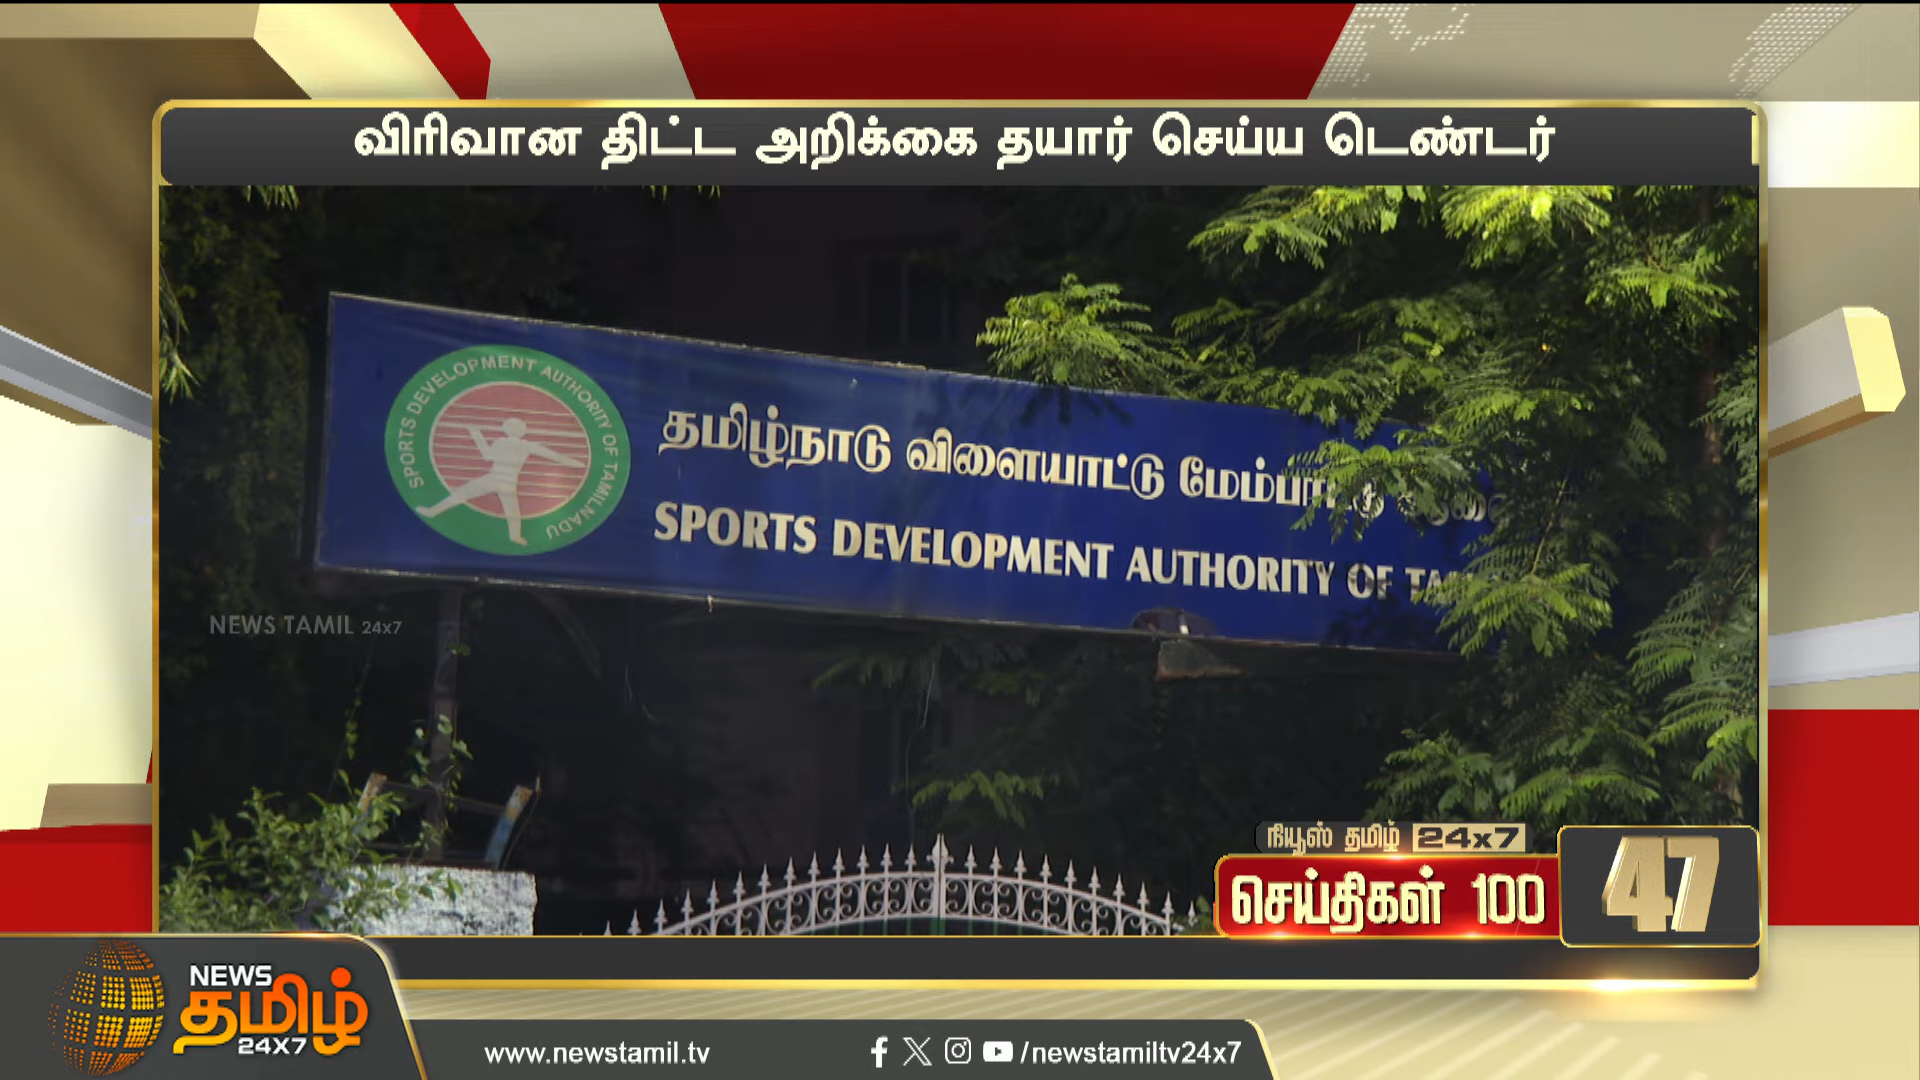 விரிவான திட்ட அறிக்கை தயார் செய்ய டெண்டர்
SPORTS DEVELOPMENT AUTHORITY OF TAMILNADU
தமிழ்நாடு விளையாட்டு
SPORTS DEVELOPMENT AUTHORITY OF
NEWS TAMIL 24x7
நியூஸ் தமிழ் 24x7
செய்திகள் 100
47
NEWS
தமிழ்
24X7
www.newstamil.tv
/newstamiltv24x7